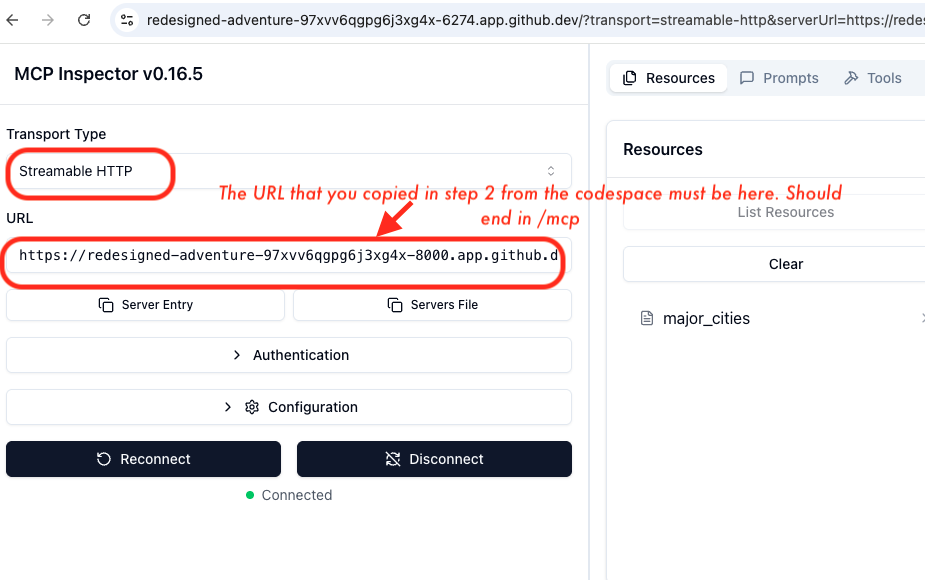 redesigned-adventure-97xvv6qgpg6j3xg4x-6274.app.github.dev/?transport=streamable-http&serverUrl=https://redes
MCP Inspector v0.16.5
Resources
Prompts
Tools
Transport Type
Streamable HTTP
Resources
The URL that you copied in step 2 from the codespace must be here. Should
end in /mcp
List Resources
URL
https://redesigned-adventure-97xvv6qgpg6j3xg4x-8000.app.github.d
Clear
Server Entry
Servers File
major_cities
Authentication
Configuration
Reconnect
Disconnect
Connected